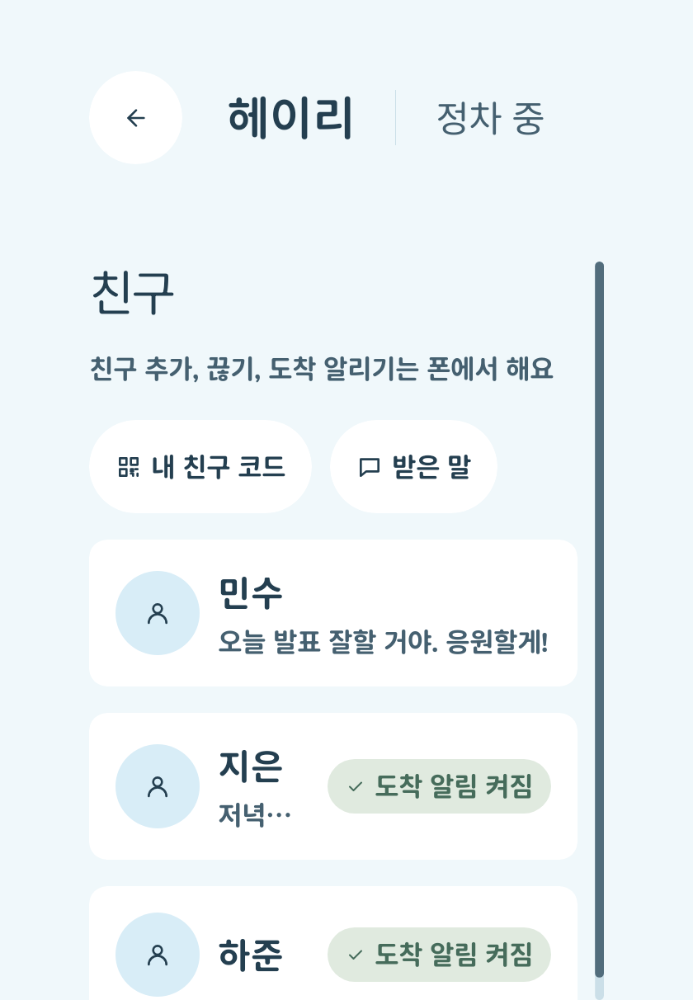 헤이리
정차 중
친구
친구 추가, 끊기, 도착 알리기는 폰에서 해요
내 친구 코드
받은 말
민수
오늘 발표 잘할 거야. 응원할게!
지은
저녁…
도착 알림 켜짐
하준
도착 알림 켜짐